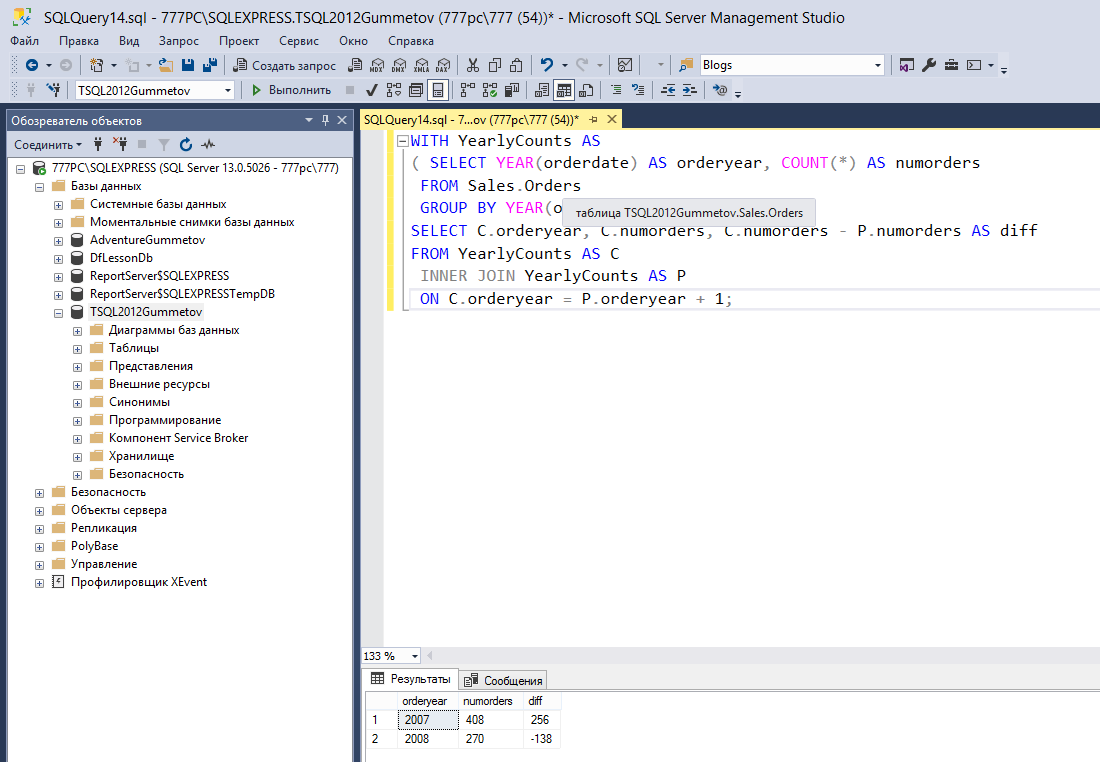 SQLQuery14.sql - 777PC\SQLEXPRESS.TSQL2012Gummetov (777pc\777 (54))* - Microsoft SQL Server Management Studio
Файл Правка Вид Запрос Проект Сервис Окно Справка
Создать запрос MDX DMX XMLA DAX Blogs
TSQL2012Gummetov Выполнить
Обозреватель объектов
Соединить
777PC\SQLEXPRESS (SQL Server 13.0.5026 - 777pc\777)
Базы данных
Системные базы данных
Моментальные снимки базы данных
AdventureGummetov
DfLessonDb
ReportServer$SQLEXPRESS
ReportServer$SQLEXPRESSTempDB
TSQL2012Gummetov
Диаграммы баз данных
Таблицы
Представления
Внешние ресурсы
Синонимы
Программирование
Компонент Service Broker
Хранилище
Безопасность
Безопасность
Объекты сервера
Репликация
PolyBase
Управление
Профилировщик XEvent
SQLQuery14.sql - 7...ov (777pc\777 (54))*
WITH YearlyCounts AS
( SELECT YEAR(orderdate) AS orderyear, COUNT(*) AS numorders
FROM Sales.Orders
GROUP BY YEAR(o
таблица TSQL2012Gummetov.Sales.Orders
SELECT C.orderyear, C.numorders, C.numorders - P.numorders AS diff
FROM YearlyCounts AS C
INNER JOIN YearlyCounts AS P
ON C.orderyear = P.orderyear + 1;
133 %
Результаты Сообщения
orderyear numorders diff
1 2007 408 256
2 2008 270 -138